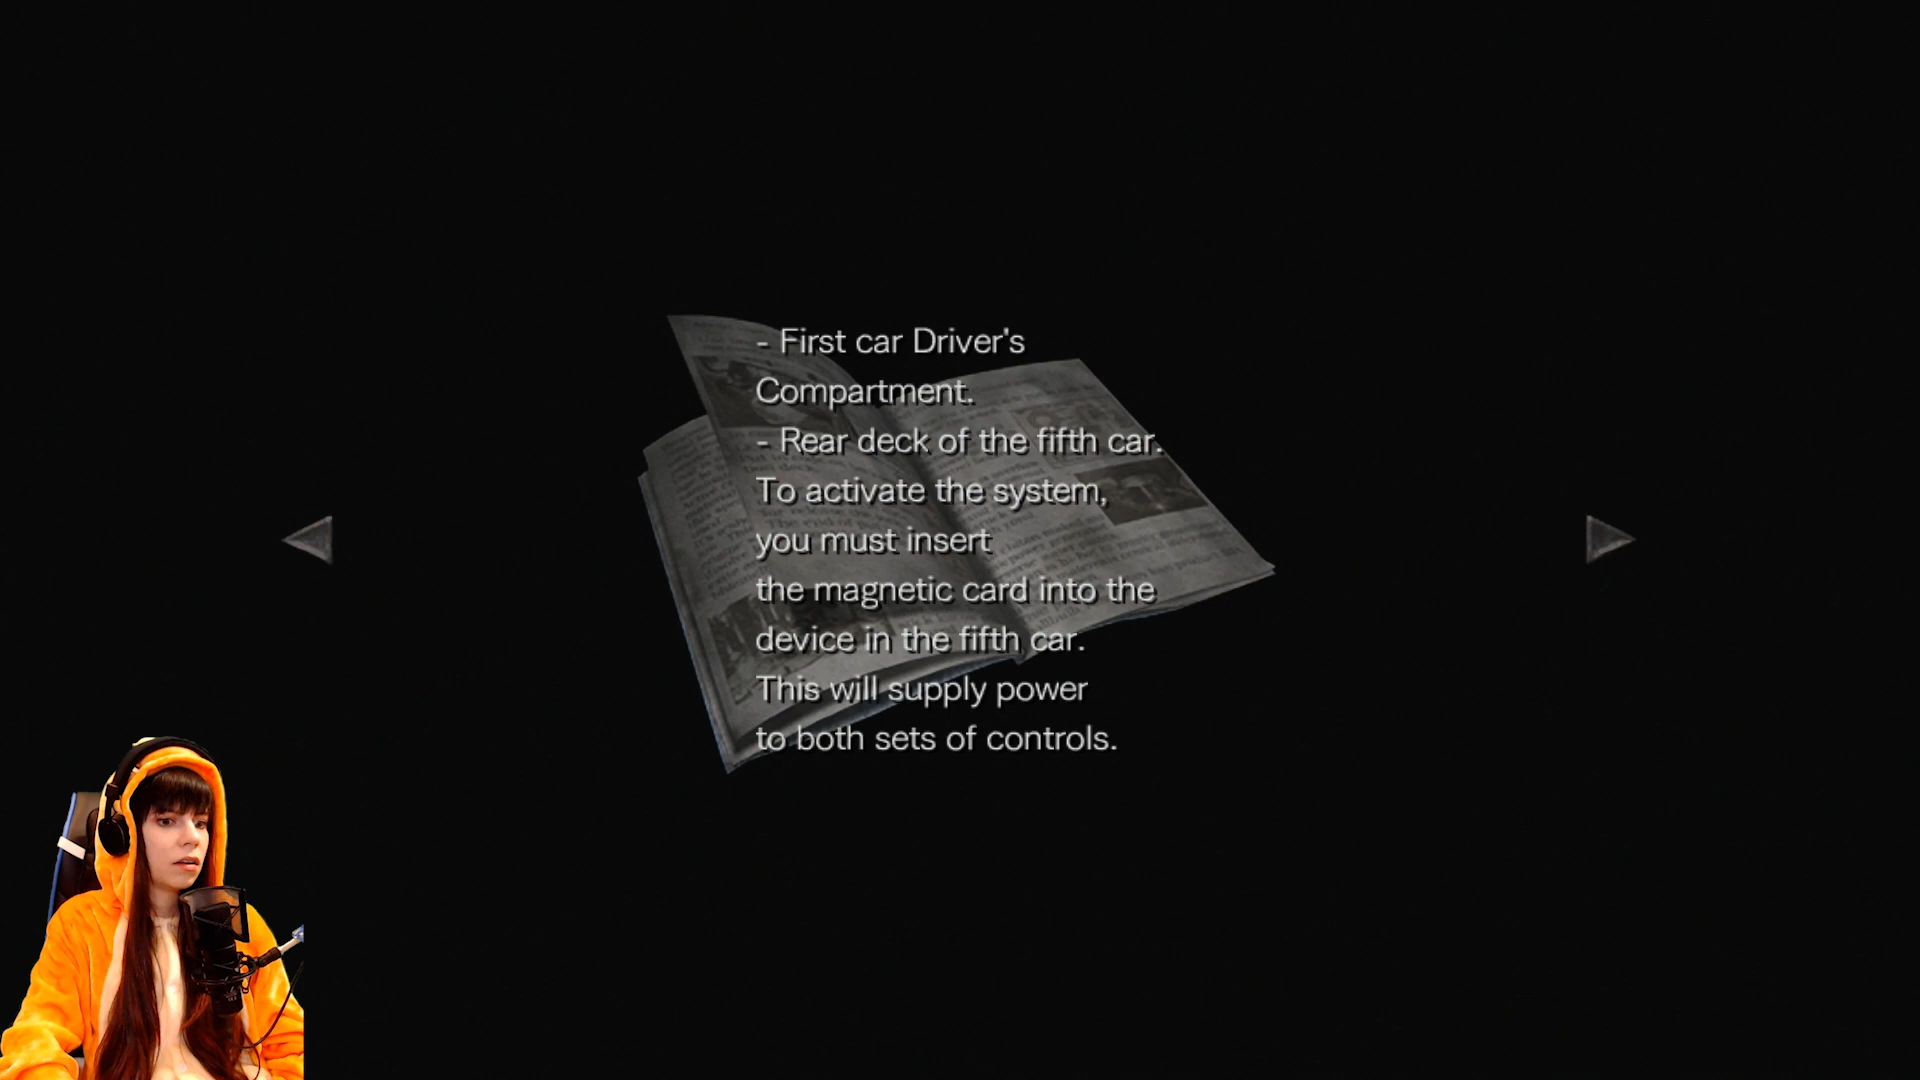 - First car Driver's
Compartment.
- Rear deck of the fifth car.
To activate the system,
you must insert
the magnetic card into the
device in the fifth car.
This will supply power
to both sets of controls.